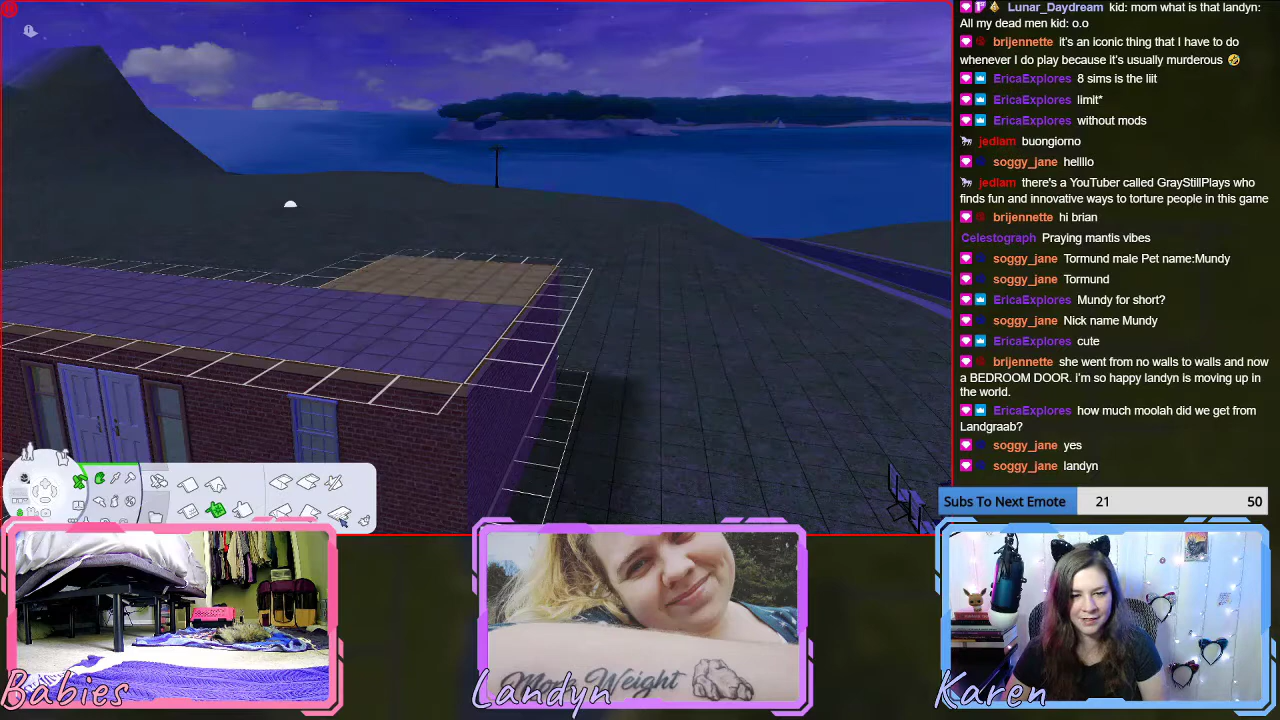 Lunar_Daydream kid: mom what is that landyn:
All my dead men kid: o.o
brijennette it's an iconic thing that I have to do
whenever I do play because it's usually murderous 🤣
EricaExplores 8 sims is the liit
EricaExplores limit*
EricaExplores without mods
jedlam buongiorno
soggy_jane hellllo
jedlam there's a YouTuber called GrayStillPlays who
finds fun and innovative ways to torture people in this game
brijennette hi brian
Celestograph Praying mantis vibes
soggy_jane Tormund male Pet name:Mundy
soggy_jane Tormund
EricaExplores Mundy for short?
soggy_jane Nick name Mundy
EricaExplores cute
brijennette she went from no walls to walls and now
a BEDROOM DOOR. i'm so happy landyn is moving up in
the world.
EricaExplores how much moolah did we get from
Landgraab?
soggy_jane yes
soggy_jane landyn
Subs To Next Emote 21 50
More Weight
Babies
Landyn
Karen